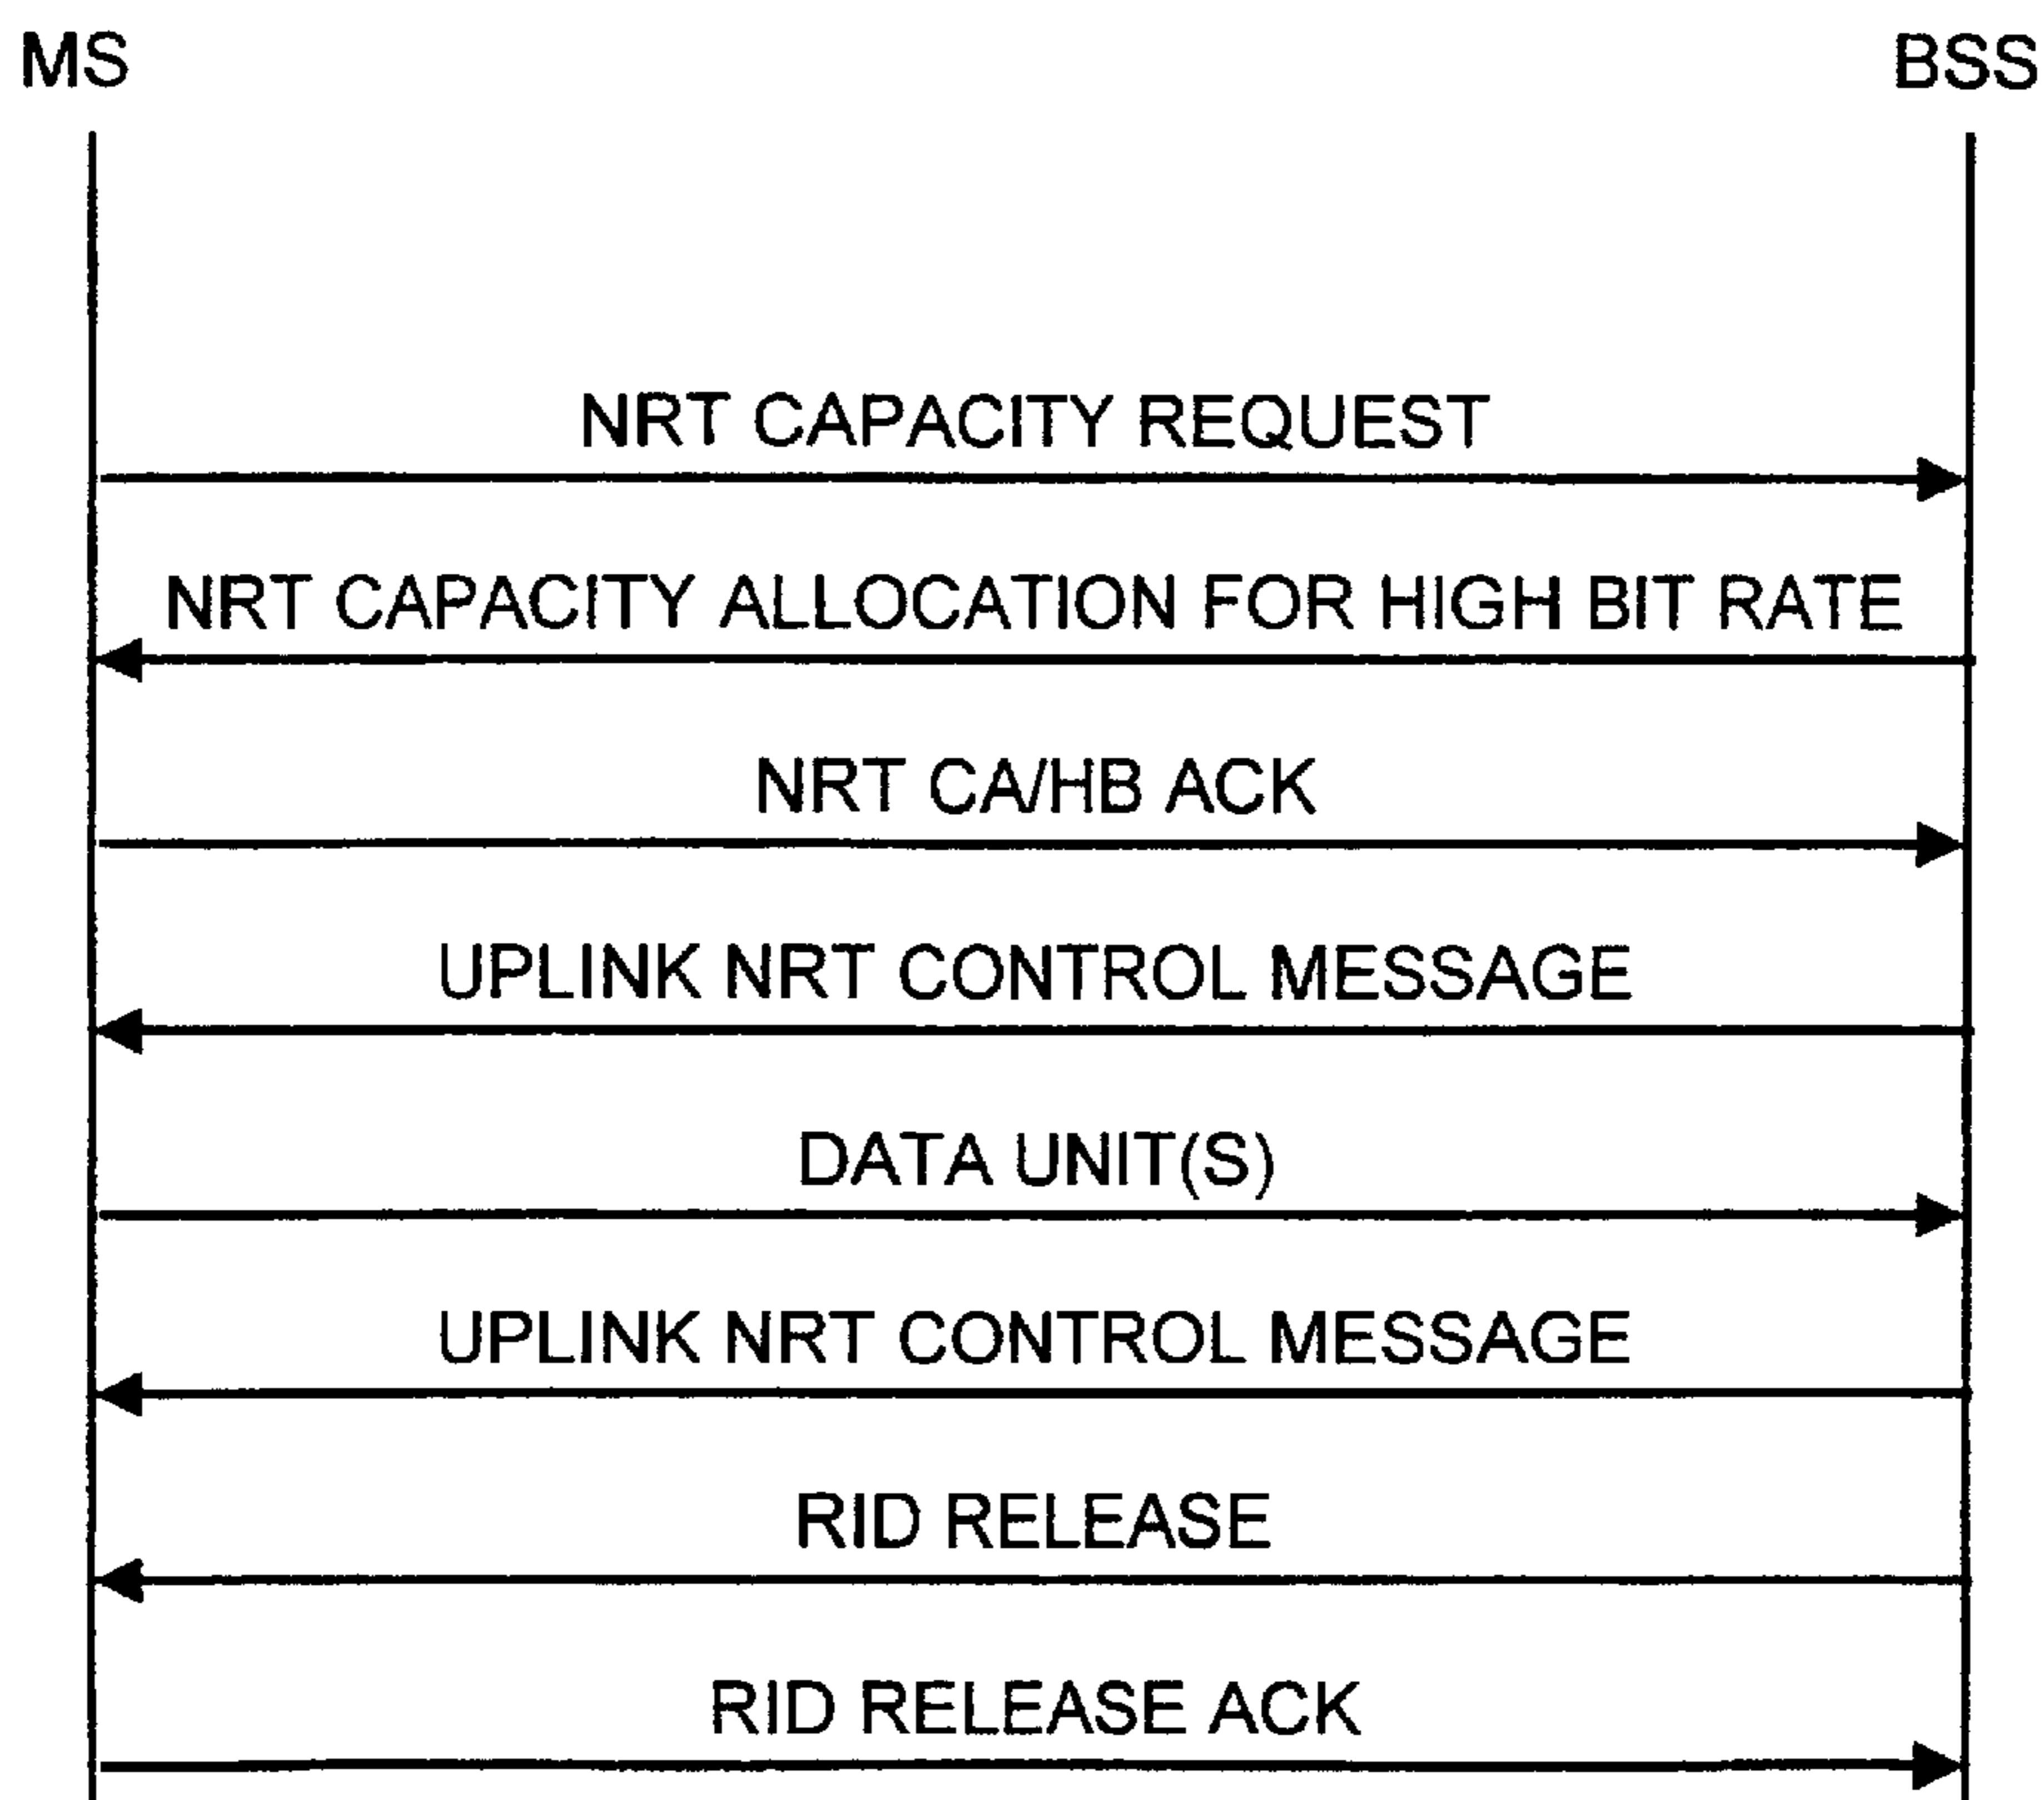 MS
BSS
NRT CAPACITY REQUEST
NRT CAPACITY ALLOCATION FOR HIGH BIT RATE
NRT CA/HB ACK
UPLINK NRT CONTROL MESSAGE
DATA UNIT(S)
UPLINK NRT CONTROL MESSAGE
RID RELEASE
RID RELEASE ACK